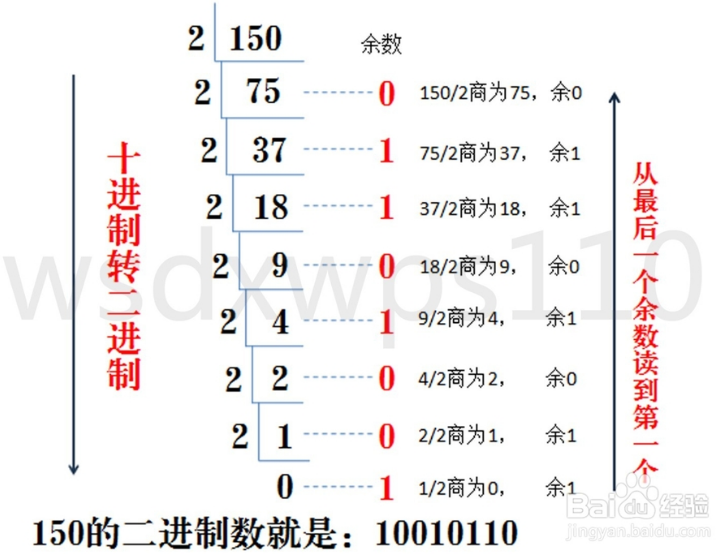 2 150 余数
2 75 0 150/2商为75， 余0
2 37 1 75/2商为37， 余1
2 18 1 37/2商为18， 余1
2 9 0 18/2商为9， 余0
2 4 1 9/2商为4， 余1
2 2 0 4/2商为2， 余0
2 1 0 2/2商为1， 余1
0 1 1/2商为0， 余1
十进制转二进制
从最后一个余数读到第一个
150的二进制数就是：10010110
wsdxwps110
Bai 经验
jingyan.baidu.com